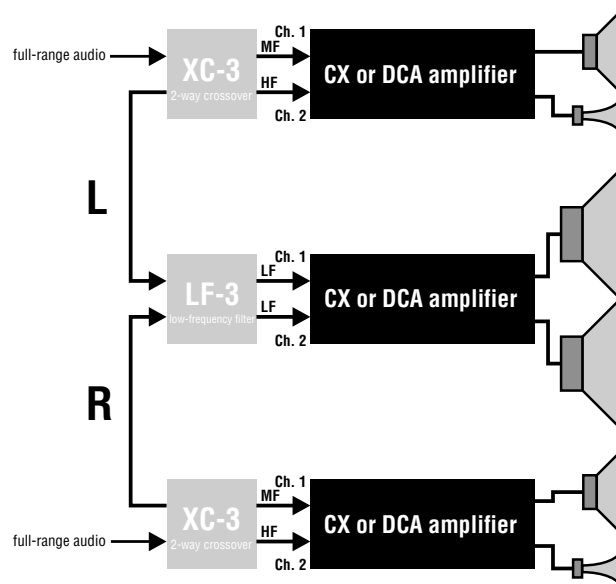 full-range audio
XC-3
2-way crossover
Ch. 1
MF
HF
Ch. 2
CX or DCA amplifier
L
LF-3
low-frequency filter
Ch. 1
LF
LF
Ch. 2
CX or DCA amplifier
R
full-range audio
XC-3
2-way crossover
Ch. 1
MF
HF
Ch. 2
CX or DCA amplifier